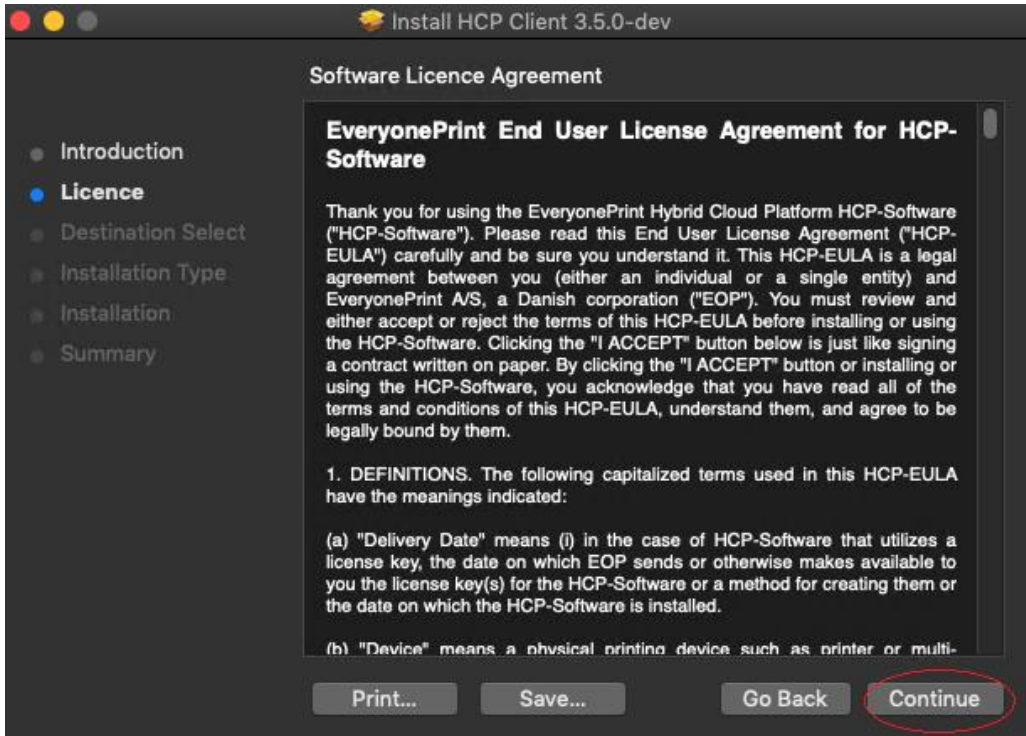 Install HCP Client 3.5.0-dev
Software Licence Agreement
Introduction
Licence
Destination Select
Installation Type
Installation
Summary
EveryonePrint End User License Agreement for HCP-
Software
Thank you for using the EveryonePrint Hybrid Cloud Platform HCP-Software
("HCP-Software"). Please read this End User License Agreement ("HCP-
EULA") carefully and be sure you understand it. This HCP-EULA is a legal
agreement between you (either an individual or a single entity) and
EveryonePrint A/S, a Danish corporation ("EOP"). You must review and
either accept or reject the terms of this HCP-EULA before installing or using
the HCP-Software. Clicking the "I ACCEPT" button below is just like signing
a contract written on paper. By clicking the "I ACCEPT" button or installing or
using the HCP-Software, you acknowledge that you have read all of the
terms and conditions of this HCP-EULA, understand them, and agree to be
legally bound by them.
1. DEFINITIONS. The following capitalized terms used in this HCP-EULA
have the meanings indicated:
(a) "Delivery Date" means (i) in the case of HCP-Software that utilizes a
license key, the date on which EOP sends or otherwise makes available to
you the license key(s) for the HCP-Software or a method for creating them or
the date on which the HCP-Software is installed.
(b) "Device" means a physical printing device such as printer or multi-
Print...
Save...
Go Back
Continue